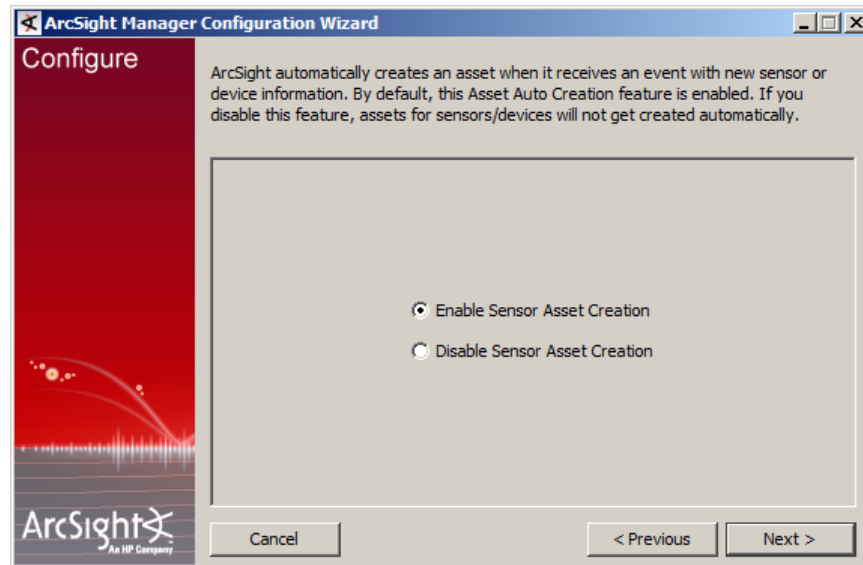 ArcSight Manager Configuration Wizard
Configure
ArcSight automatically creates an asset when it receives an event with new sensor or
device information. By default, this Asset Auto Creation feature is enabled. If you
disable this feature, assets for sensors/devices will not get created automatically.
Enable Sensor Asset Creation
Disable Sensor Asset Creation
ArcSight
An HP Company
Cancel
< Previous
Next >